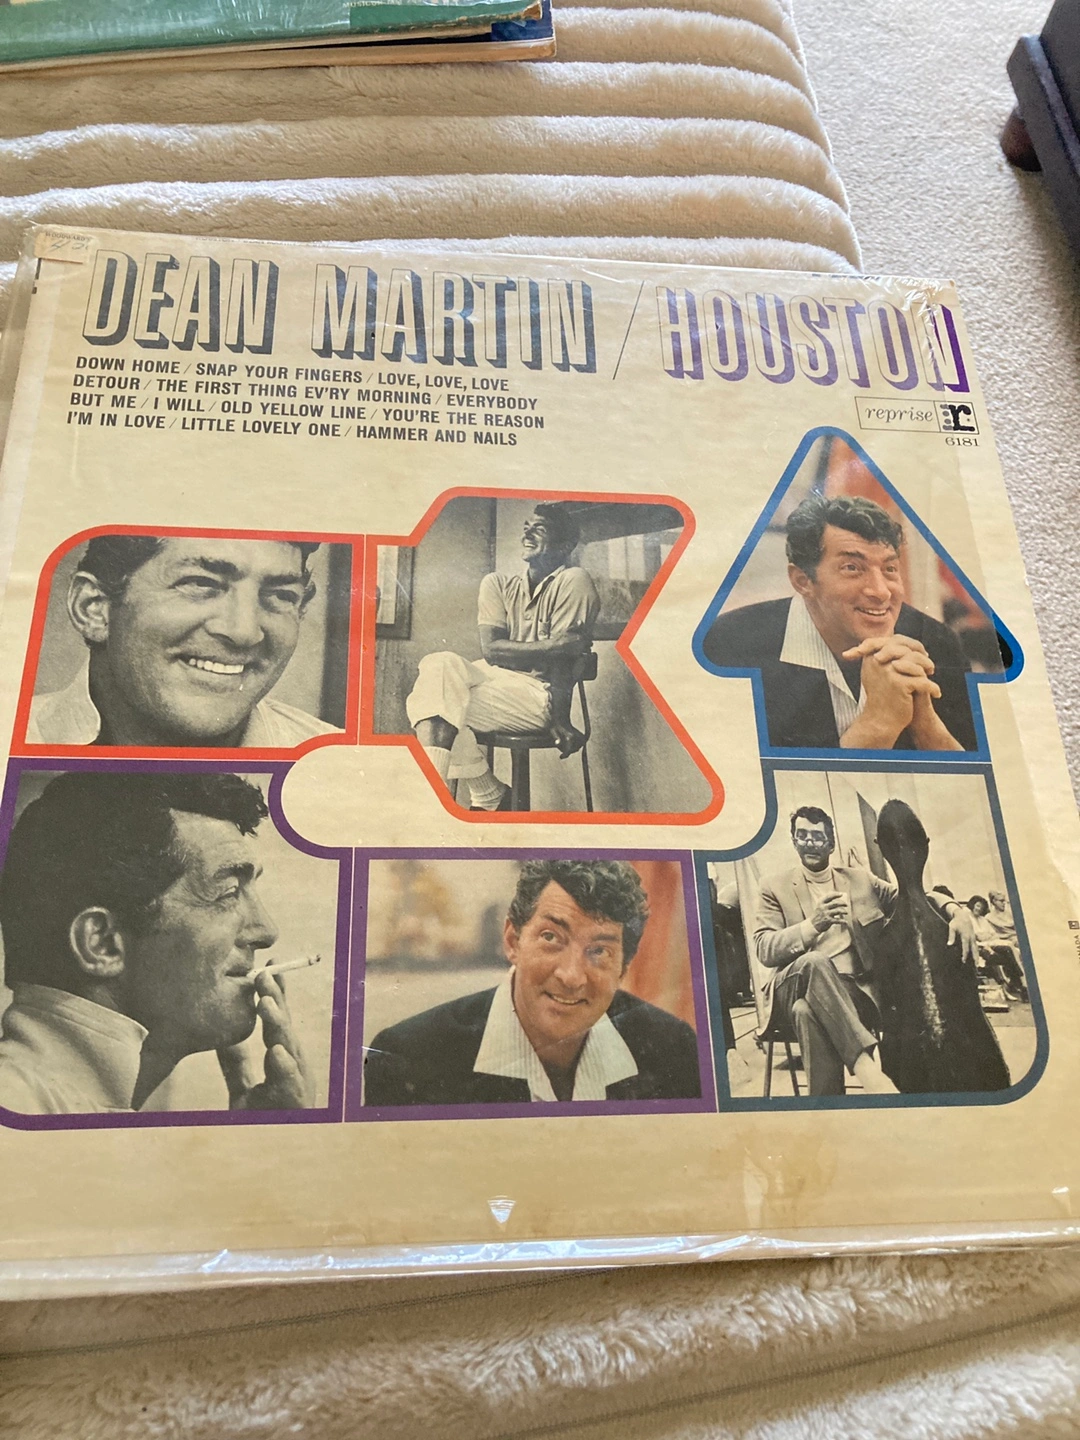 MUSIC
WOODWARD'S
DEAN MARTIN / HOUSTON
DOWN HOME / SNAP YOUR FINGERS / LOVE, LOVE, LOVE
DETOUR / THE FIRST THING EV'RY MORNING / EVERYBODY
BUT ME / I WILL / OLD YELLOW LINE / YOU'RE THE REASON
I'M IN LOVE / LITTLE LOVELY ONE / HAMMER AND NAILS
reprise r:
6181